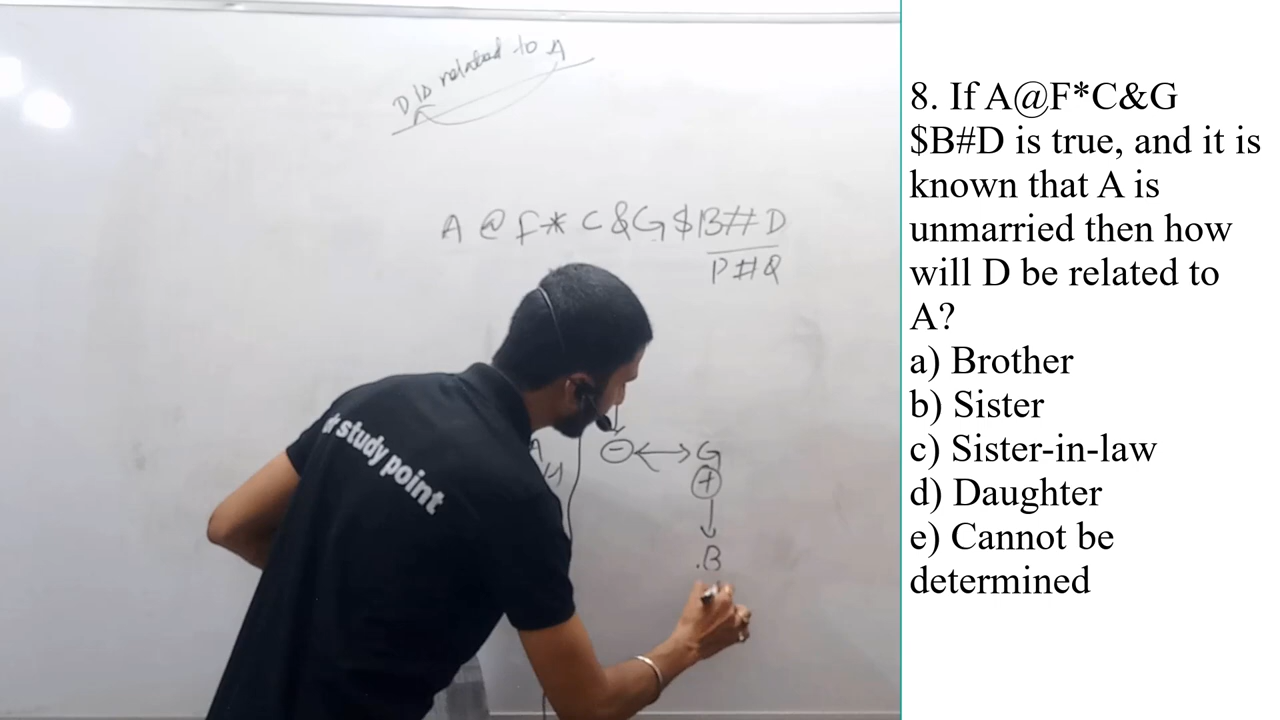 D is related to A
A @ F * C & G $ B # D
P # Q
A
- ↔ G
+
.B
study point
8. If A@F*C&G
$B#D is true, and it is
known that A is
unmarried then how
will D be related to
A?
a) Brother
b) Sister
c) Sister-in-law
d) Daughter
e) Cannot be
determined